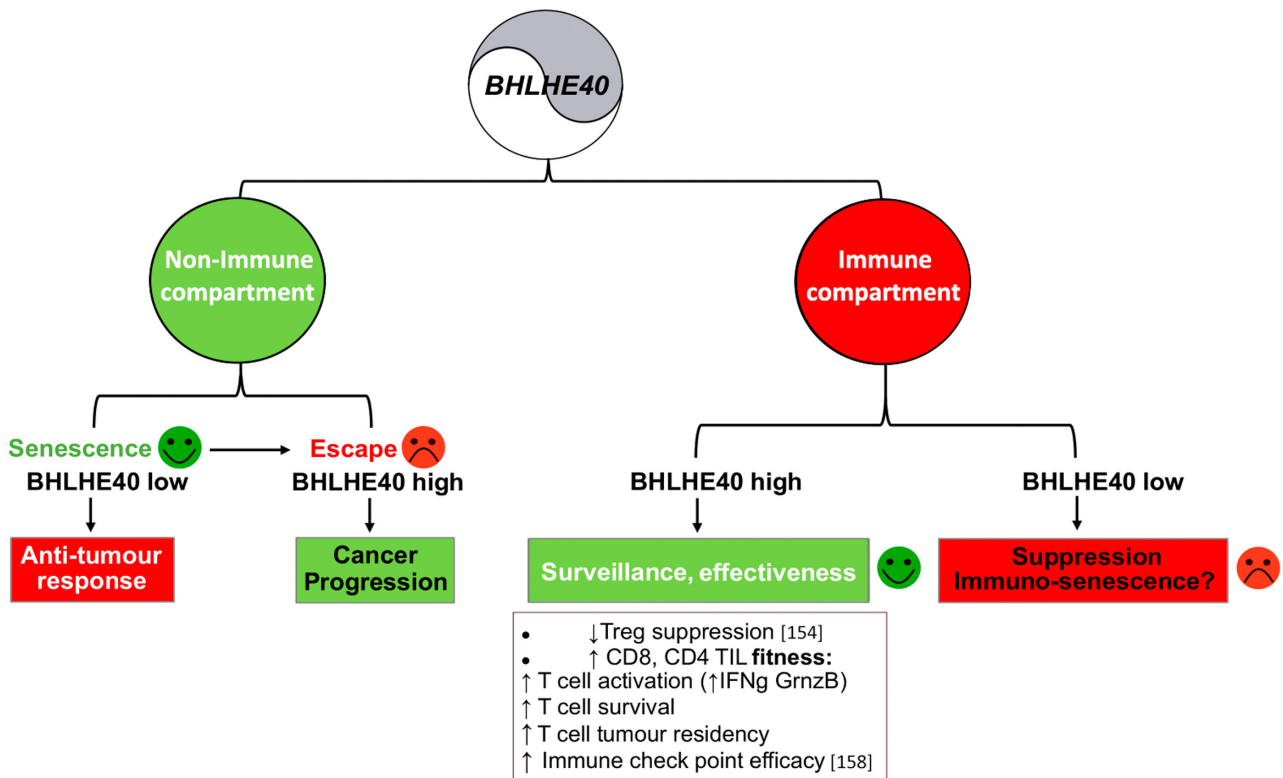 BHLHE40
Non-Immune
compartment
Immune
compartment
Senescence
BHLHE40 low
Escape
BHLHE40 high
Anti-tumour
response
Cancer
Progression
BHLHE40 high
BHLHE40 low
Surveillance, effectiveness
Suppression
Immuno-senescence?
• ↓Treg suppression [154]
• ↑ CD8, CD4 TIL fitness:
↑ T cell activation (↑IFNg GrnzB)
↑ T cell survival
↑ T cell tumour residency
↑ Immune check point efficacy [158]